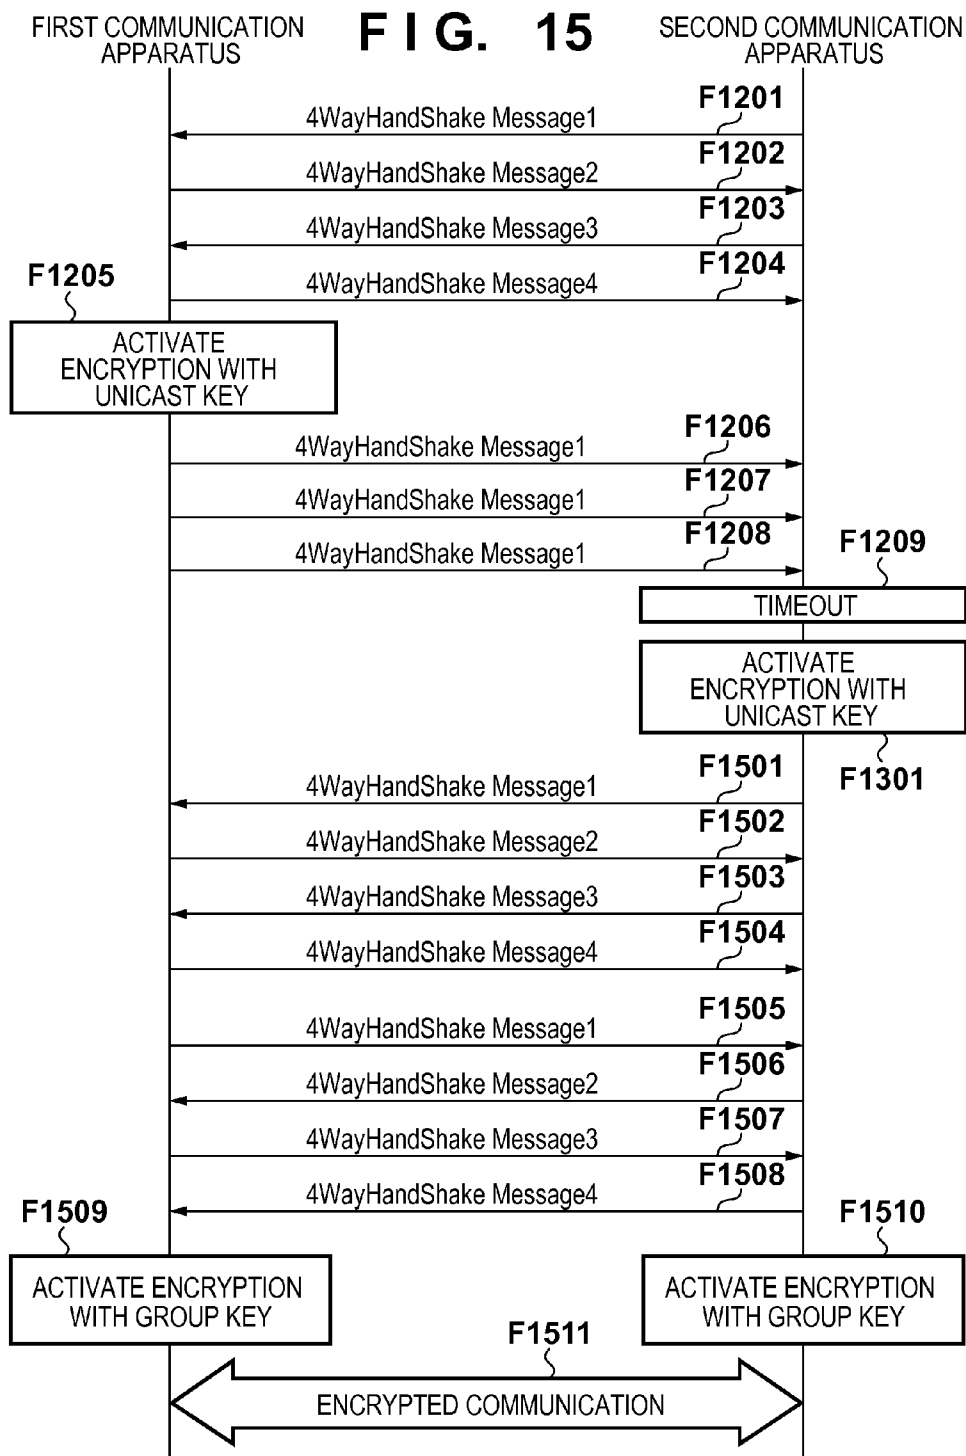 FIG. 15
FIRST COMMUNICATION
APPARATUS
SECOND COMMUNICATION
APPARATUS
F1201
4WayHandShake Message1
F1202
4WayHandShake Message2
F1203
4WayHandShake Message3
F1204
4WayHandShake Message4
F1205
ACTIVATE
ENCRYPTION WITH
UNICAST KEY
F1206
4WayHandShake Message1
F1207
4WayHandShake Message1
F1208
4WayHandShake Message1
F1209
TIMEOUT
ACTIVATE
ENCRYPTION WITH
UNICAST KEY
F1301
F1501
4WayHandShake Message1
F1502
4WayHandShake Message2
F1503
4WayHandShake Message3
F1504
4WayHandShake Message4
F1505
4WayHandShake Message1
F1506
4WayHandShake Message2
F1507
4WayHandShake Message3
F1508
4WayHandShake Message4
F1509
ACTIVATE ENCRYPTION
WITH GROUP KEY
F1510
ACTIVATE ENCRYPTION
WITH GROUP KEY
F1511
ENCRYPTED COMMUNICATION